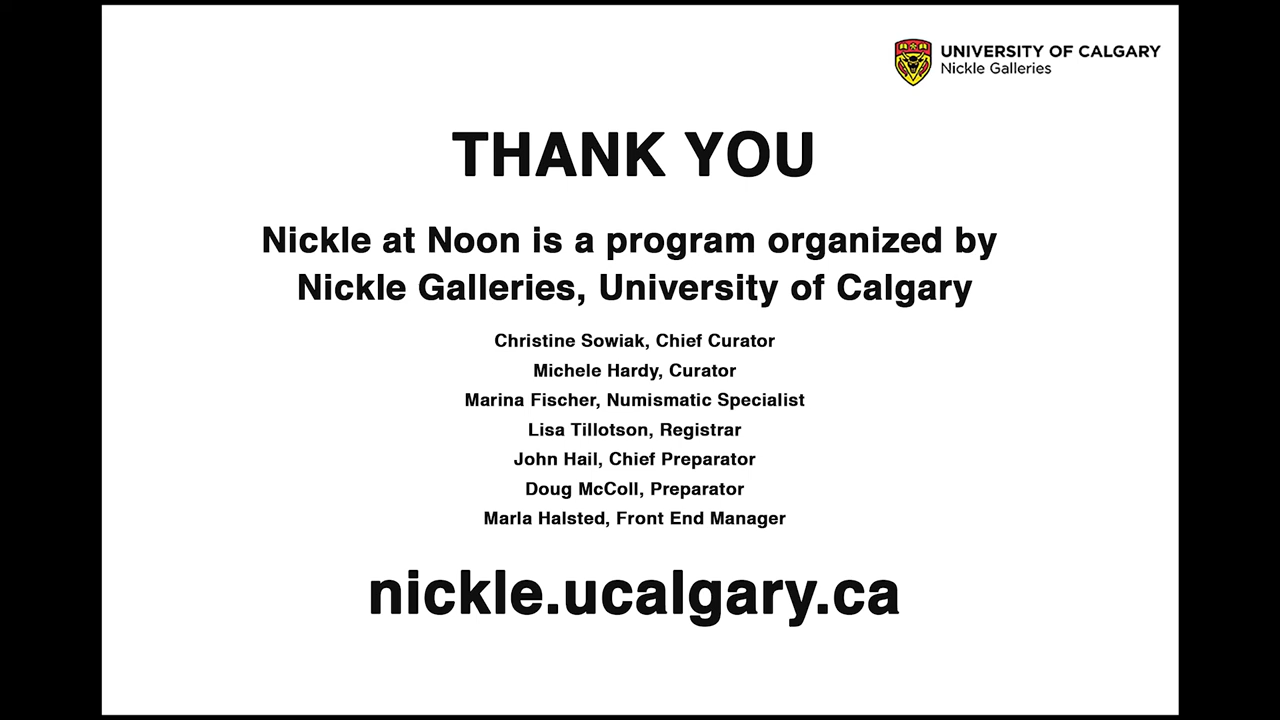 UNIVERSITY OF CALGARY
Nickle Galleries
THANK YOU
Nickle at Noon is a program organized by
Nickle Galleries, University of Calgary
Christine Sowiak, Chief Curator
Michele Hardy, Curator
Marina Fischer, Numismatic Specialist
Lisa Tillotson, Registrar
John Hail, Chief Preparator
Doug McColl, Preparator
Marla Halsted, Front End Manager
nickle.ucalgary.ca